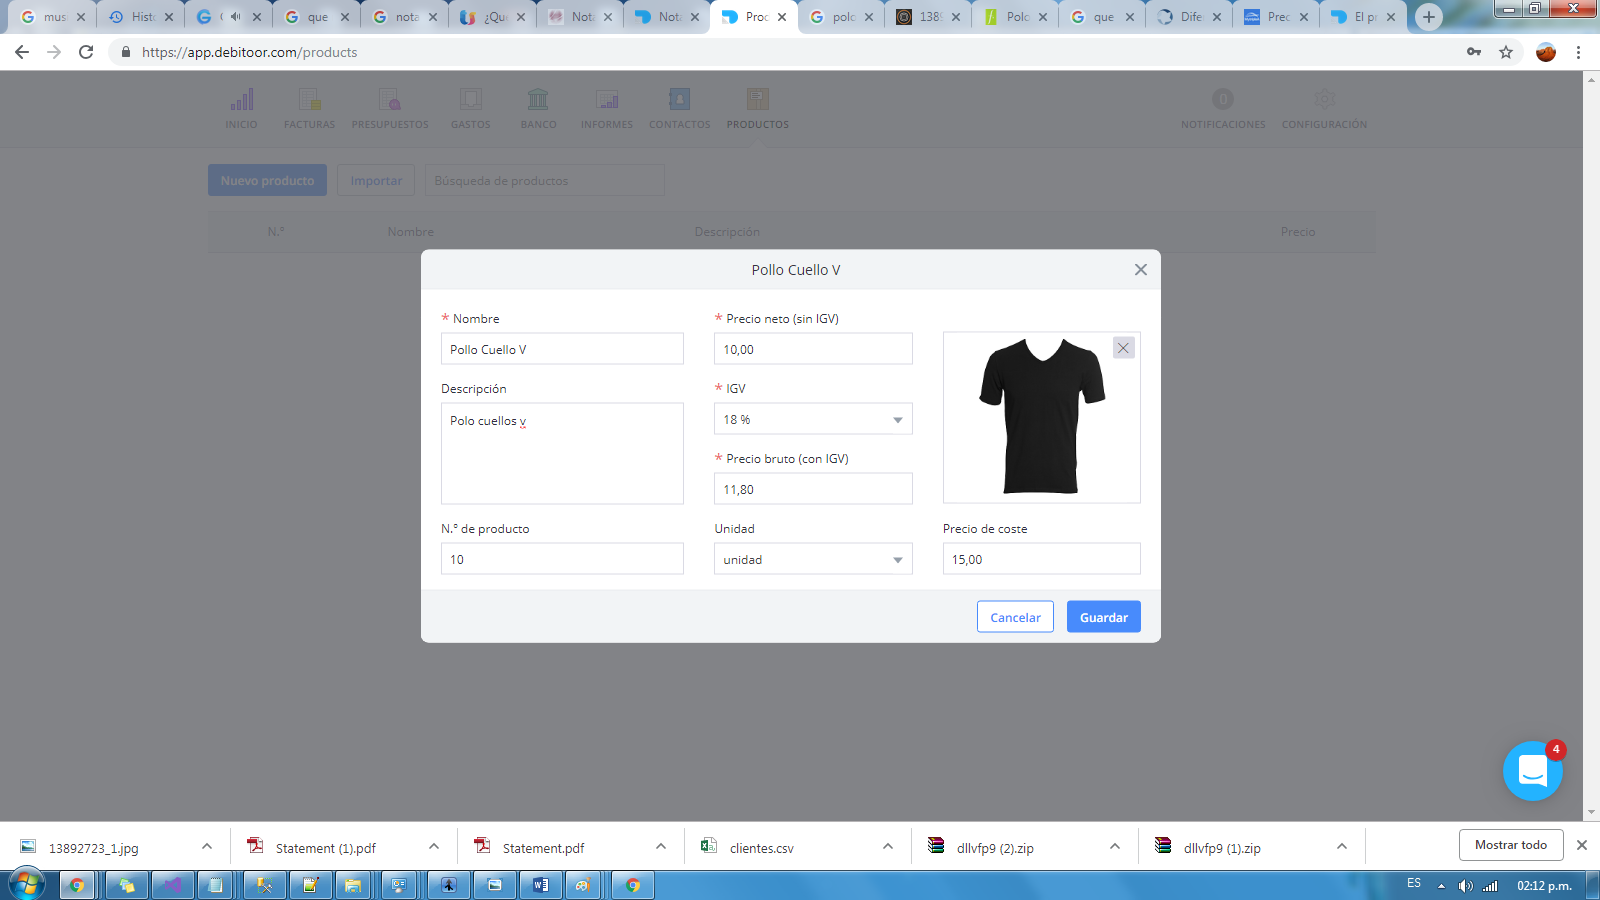 mus
Histo
G
que
nota
¿Qué
Nota
Nota
Proc
polo
1389
Polo
que
Dife
Prec
El pr
https://app.debitoor.com/products
INICIO
FACTURAS
PRESUPUESTOS
GASTOS
BANCO
INFORMES
CONTACTOS
PRODUCTOS
0
NOTIFICACIONES
CONFIGURACIÓN
Nuevo producto
Importar
Búsqueda de productos
N.º
Nombre
Descripción
Precio
Pollo Cuello V
* Nombre
Pollo Cuello V
Descripción
Polo cuellos v
N.º de producto
10
* Precio neto (sin IGV)
10,00
* IGV
18 %
* Precio bruto (con IGV)
11,80
Unidad
unidad
Precio de coste
15,00
Cancelar
Guardar
4
13892723_1.jpg
Statement (1).pdf
Statement.pdf
clientes.csv
dllvfp9 (2).zip
dllvfp9 (1).zip
Mostrar todo
ES
02:12 p.m.